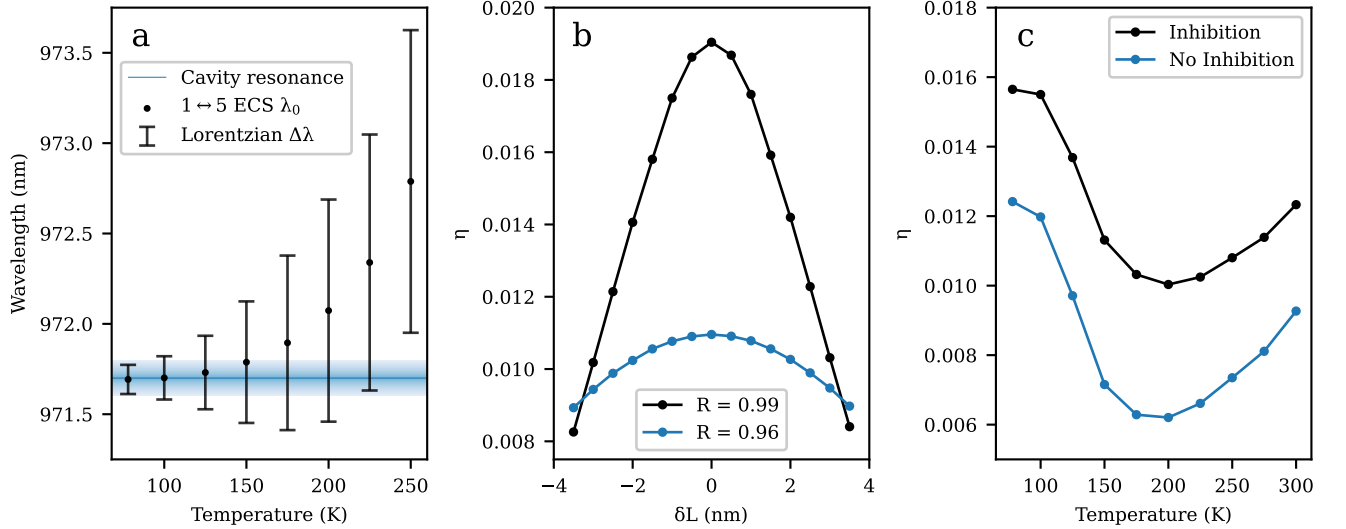 a
973.5
973.0
972.5
972.0
971.5
Wavelength (nm)
Cavity resonance
1↔5 ECS λ₀
Lorentzian Δλ
100
150
200
250
Temperature (K)
b
0.020
0.018
0.016
0.014
0.012
0.010
0.008
η
R = 0.99
R = 0.96
−4
−2
0
2
4
δL (nm)
c
0.018
0.016
0.014
0.012
0.010
0.008
0.006
η
Inhibition
No Inhibition
100
150
200
250
300
Temperature (K)